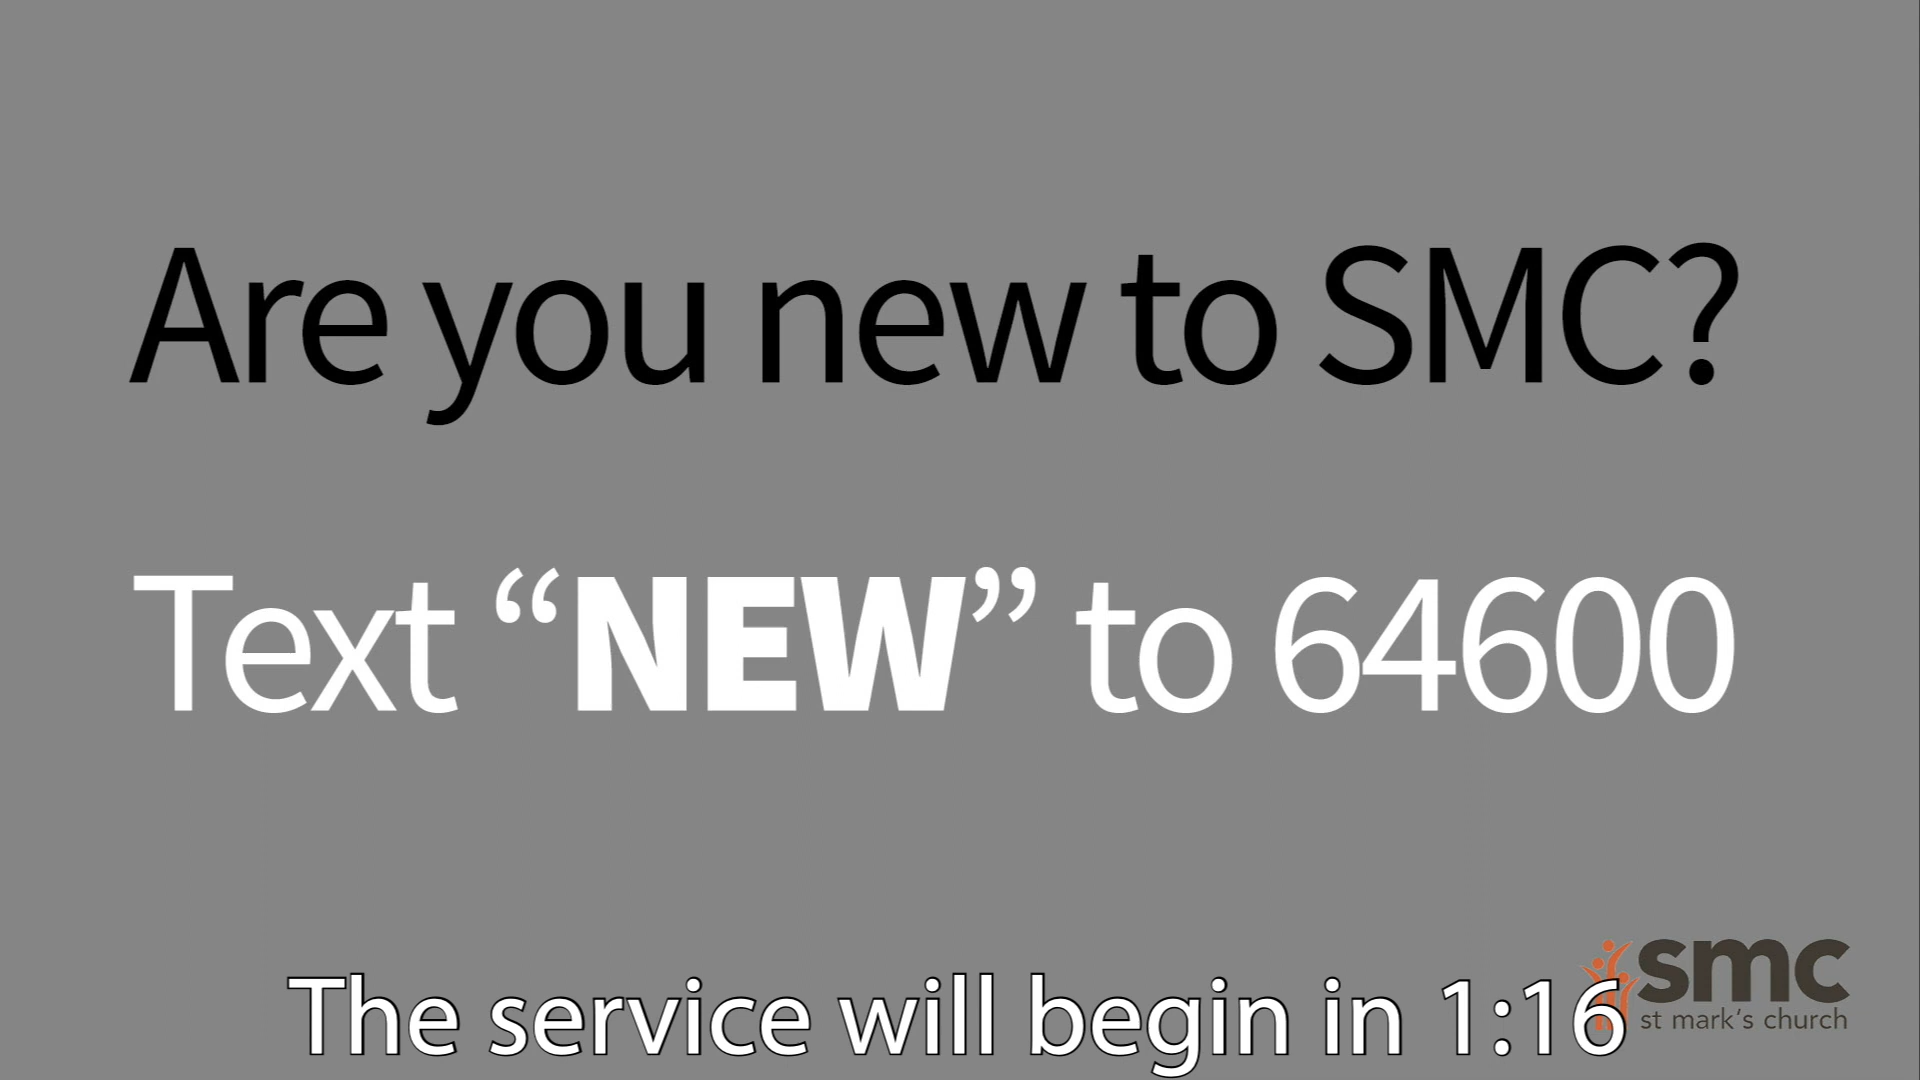 Are you new to SMC?
Text “NEW” to 64600
smc
st mark's church
The service will begin in 1:16